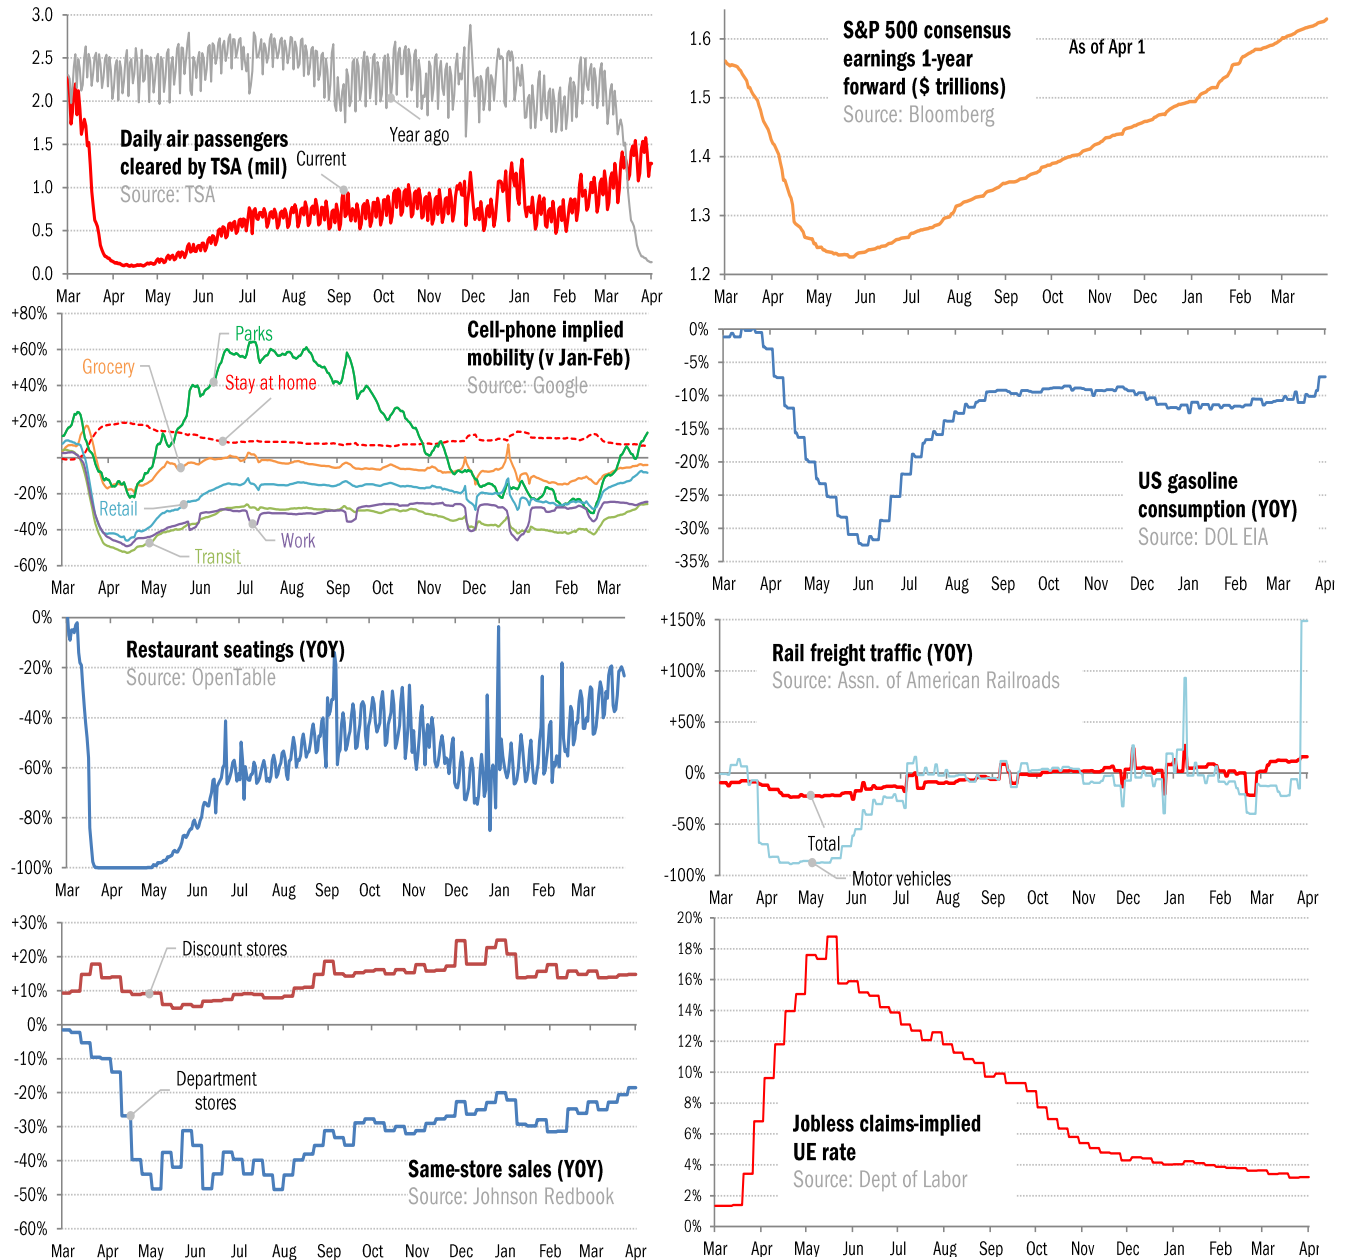 3.0
2.5
2.0
1.5
1.0
0.5
0.0
Daily air passengers
cleared by TSA (mil)
Source: TSA
Current
Year ago
Mar Apr May Jun Jul Aug Sep Oct Nov Dec Jan Feb Mar Apr
1.6
1.5
1.4
1.3
1.2
S&P 500 consensus
earnings 1-year
forward ($ trillions)
Source: Bloomberg
As of Apr 1
Mar Apr May Jun Jul Aug Sep Oct Nov Dec Jan Feb Mar
+80%
+60%
+40%
+20%
-20%
-40%
-60%
Cell-phone implied
mobility (v Jan-Feb)
Source: Google
Parks
Grocery
Stay at home
Retail
Work
Transit
Mar Apr May Jun Jul Aug Sep Oct Nov Dec Jan Feb Mar
0%
-5%
-10%
-15%
-20%
-25%
-30%
-35%
US gasoline
consumption (YOY)
Source: DOL EIA
Mar Apr May Jun Jul Aug Sep Oct Nov Dec Jan Feb Mar Apr
0%
-20%
-40%
-60%
-80%
-100%
Restaurant seatings (YOY)
Source: OpenTable
Mar Apr May Jun Jul Aug Sep Oct Nov Dec Jan Feb Mar
+150%
+100%
+50%
0%
-50%
-100%
Rail freight traffic (YOY)
Source: Assn. of American Railroads
Total
Motor vehicles
Mar Apr May Jun Jul Aug Sep Oct Nov Dec Jan Feb Mar Apr
+30%
+20%
+10%
0%
-10%
-20%
-30%
-40%
-50%
-60%
Discount stores
Department
stores
Same-store sales (YOY)
Source: Johnson Redbook
Mar Apr May Jun Jul Aug Sep Oct Nov Dec Jan Feb Mar Apr
20%
18%
16%
14%
12%
10%
8%
6%
4%
2%
0%
Jobless claims-implied
UE rate
Source: Dept of Labor
Mar Apr May Jun Jul Aug Sep Oct Nov Dec Jan Feb Mar Apr